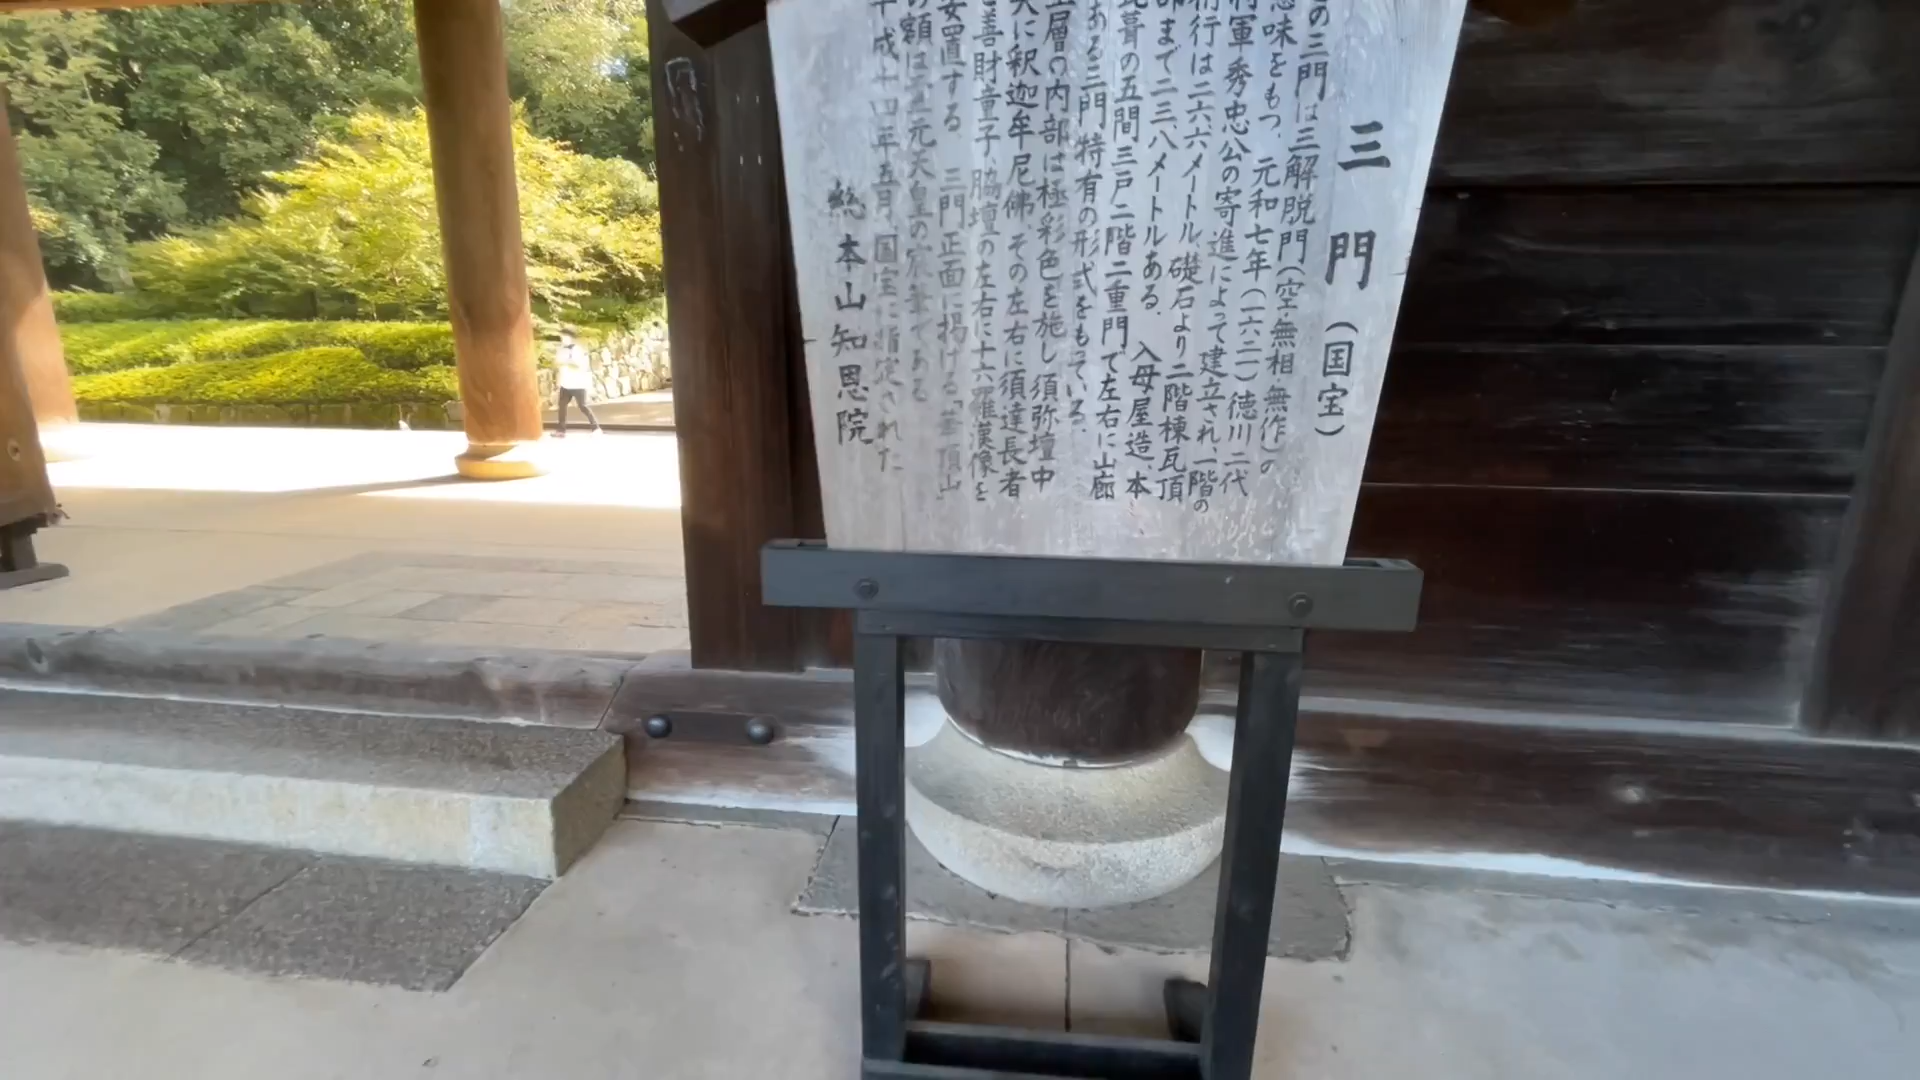 三門（国宝）
の三門は三解脱門（空・無相・無作）の
意味をもつ、元和七年（一六二一）徳川二代
将軍秀忠公の寄進によって建立され、一階の
桁行は二六・六メートル、礎石より二階棟瓦頂
部まで二三・八メートルある。入母屋造、本
瓦葺の五間三戸二階二重門で左右に山廊
ある三門特有の形式をもっている。
上層の内部は極彩色を施し須弥壇中
央に釈迦牟尼佛、その左右に須達長者
善財童子、脇壇の左右に十六羅漢像を
安置する。三門正面に掲げる「華頂山」
の額は霊元天皇の宸筆である
平成十四年五月国宝に指定された
総本山知恩院